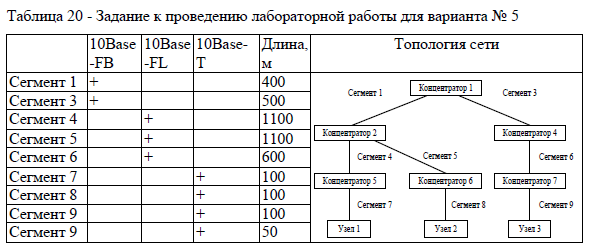 Таблица 20 - Задание к проведению лабораторной работы для варианта № 5
10Base-FB 10Base-FL 10Base-T Длина, м Топология сети
Сегмент 1 + 400
Сегмент 3 + 500
Сегмент 4 + 1100
Сегмент 5 + 1100
Сегмент 6 + 600
Сегмент 7 + 100
Сегмент 8 + 100
Сегмент 9 + 100
Сегмент 9 + 50
Концентратор 1
Сегмент 1 Сегмент 3
Концентратор 2 Концентратор 4
Сегмент 4 Сегмент 5 Сегмент 6
Концентратор 5 Концентратор 6 Концентратор 7
Сегмент 7 Сегмент 8 Сегмент 9
Узел 1 Узел 2 Узел 3